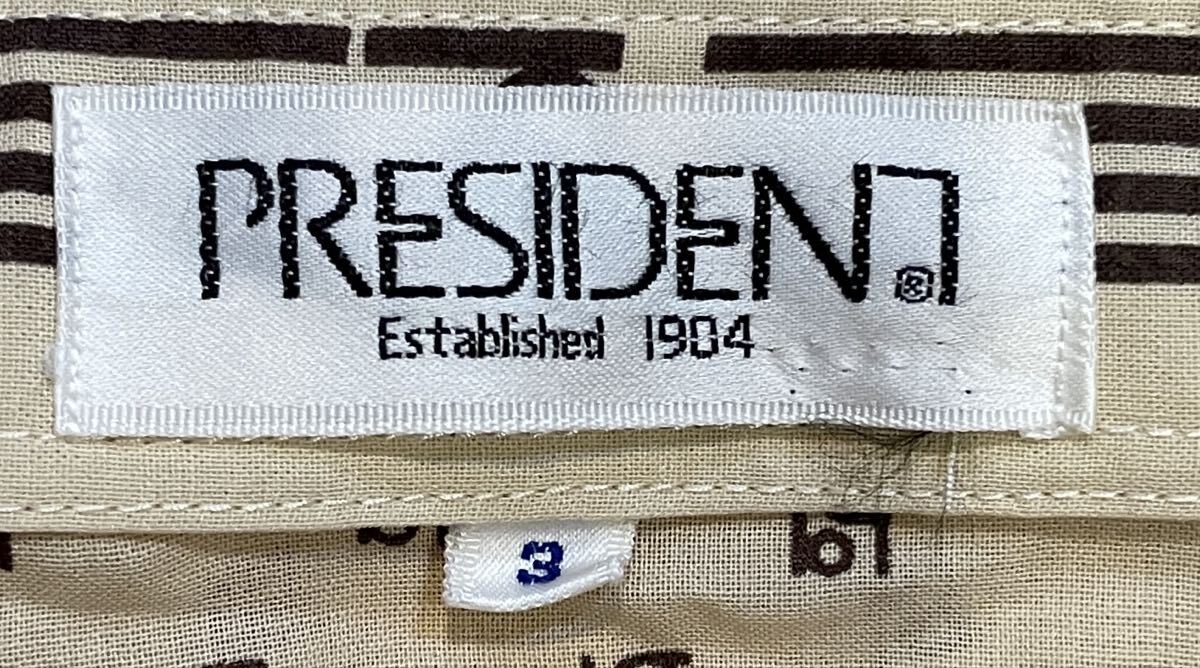 PRESIDENT®
Established 1904
3